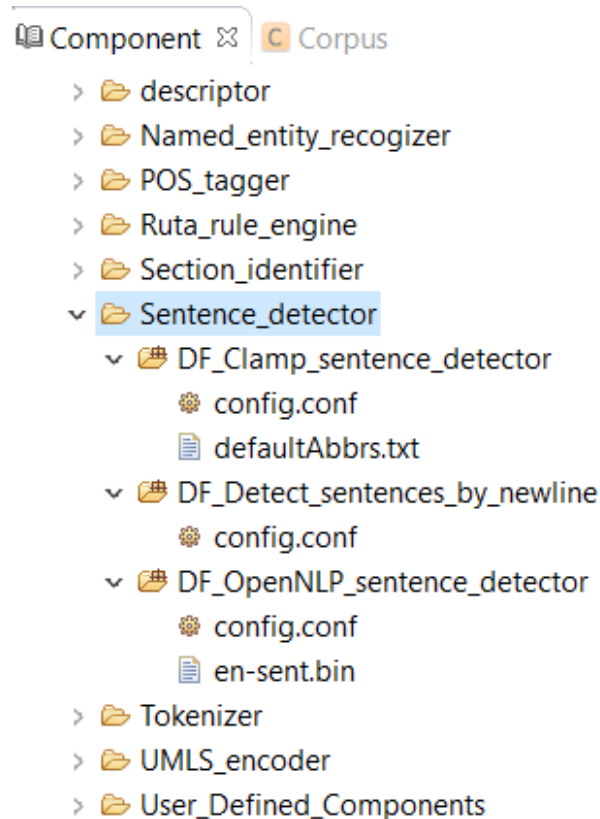 Component C Corpus
descriptor
Named_entity_recogizer
POS_tagger
Ruta_rule_engine
Section_identifier
Sentence_detector
DF_Clamp_sentence_detector
config.conf
defaultAbbrs.txt
DF_Detect_sentences_by_newline
config.conf
DF_OpenNLP_sentence_detector
config.conf
en-sent.bin
Tokenizer
UMLS_encoder
User_Defined_Components